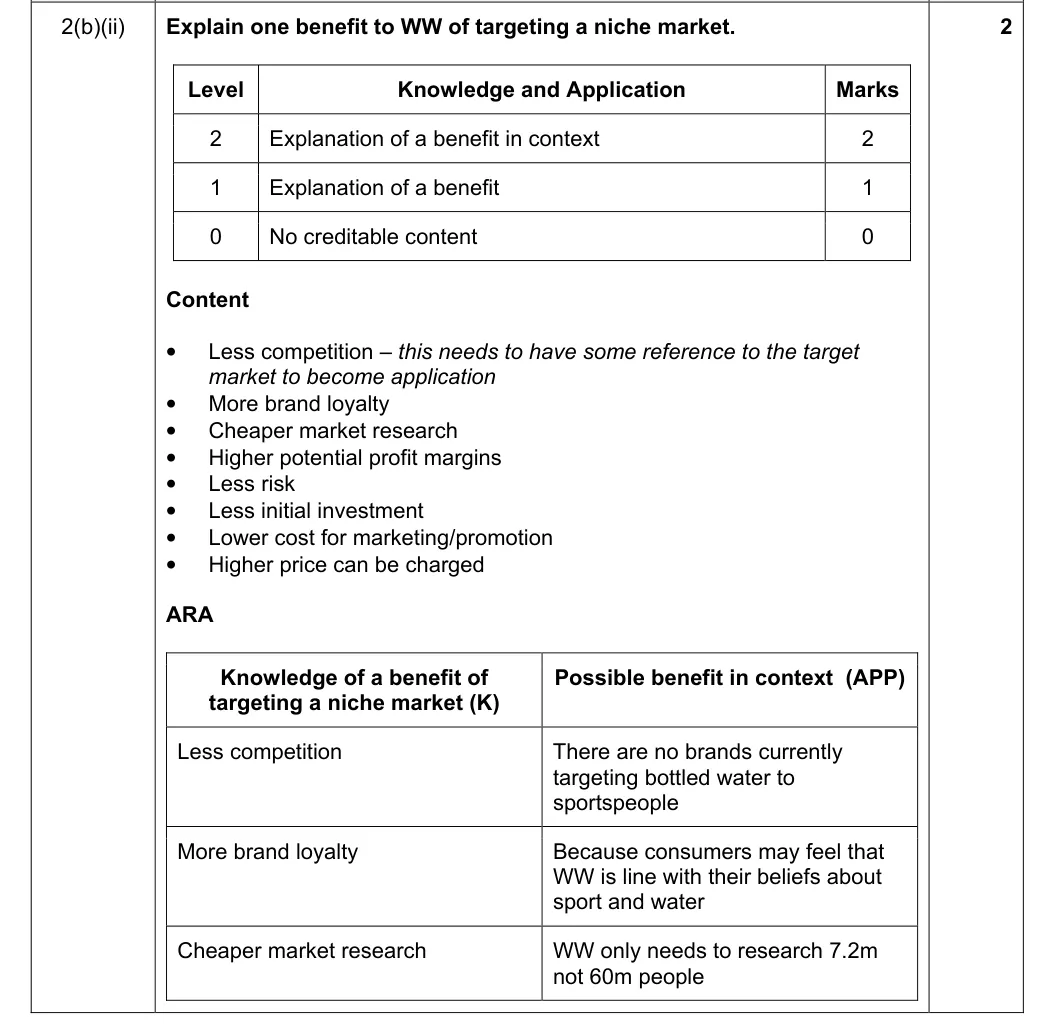 2(b)(ii) Explain one benefit to WW of targeting a niche market. 2
Level Knowledge and Application Marks
2 Explanation of a benefit in context 2
1 Explanation of a benefit 1
0 No creditable content 0
Content
• Less competition – this needs to have some reference to the target
market to become application
• More brand loyalty
• Cheaper market research
• Higher potential profit margins
• Less risk
• Less initial investment
• Lower cost for marketing/promotion
• Higher price can be charged
ARA
Knowledge of a benefit of
targeting a niche market (K)
Possible benefit in context (APP)
Less competition
There are no brands currently
targeting bottled water to
sportspeople
More brand loyalty
Because consumers may feel that
WW is line with their beliefs about
sport and water
Cheaper market research
WW only needs to research 7.2m
not 60m people